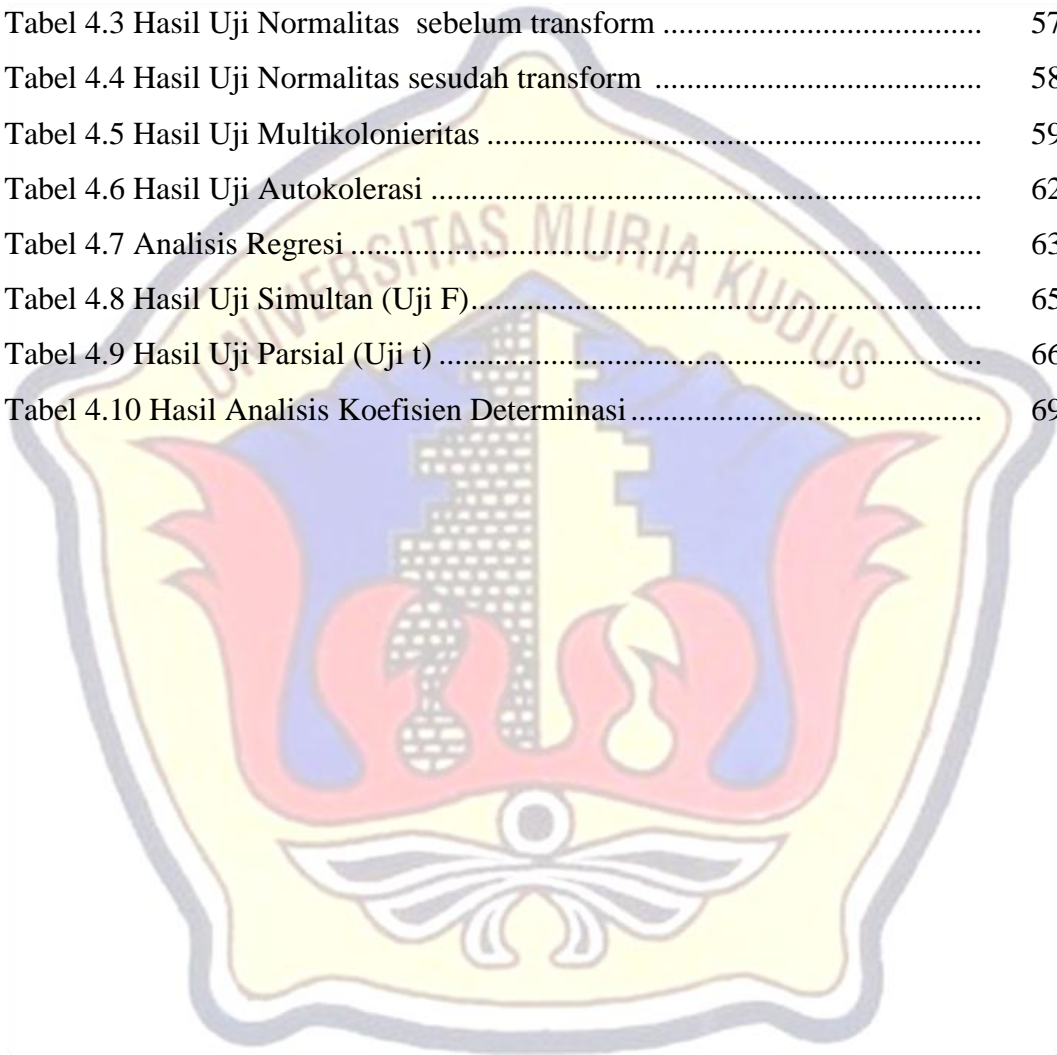 Tabel 4.3 Hasil Uji Normalitas  sebelum transform ..................................... 57
Tabel 4.4 Hasil Uji Normalitas sesudah transform ...................................... 58
Tabel 4.5 Hasil Uji Multikolonieritas .......................................................... 59
Tabel 4.6 Hasil Uji Autokolerasi ................................................................. 62
Tabel 4.7 Analisis Regresi .......................................................................... 63
Tabel 4.8 Hasil Uji Simultan (Uji F)............................................................ 65
Tabel 4.9 Hasil Uji Parsial (Uji t) ................................................................ 66
Tabel 4.10 Hasil Analisis Koefisien Determinasi ......................................... 69
UNIVERSITAS MURIA KUDUS